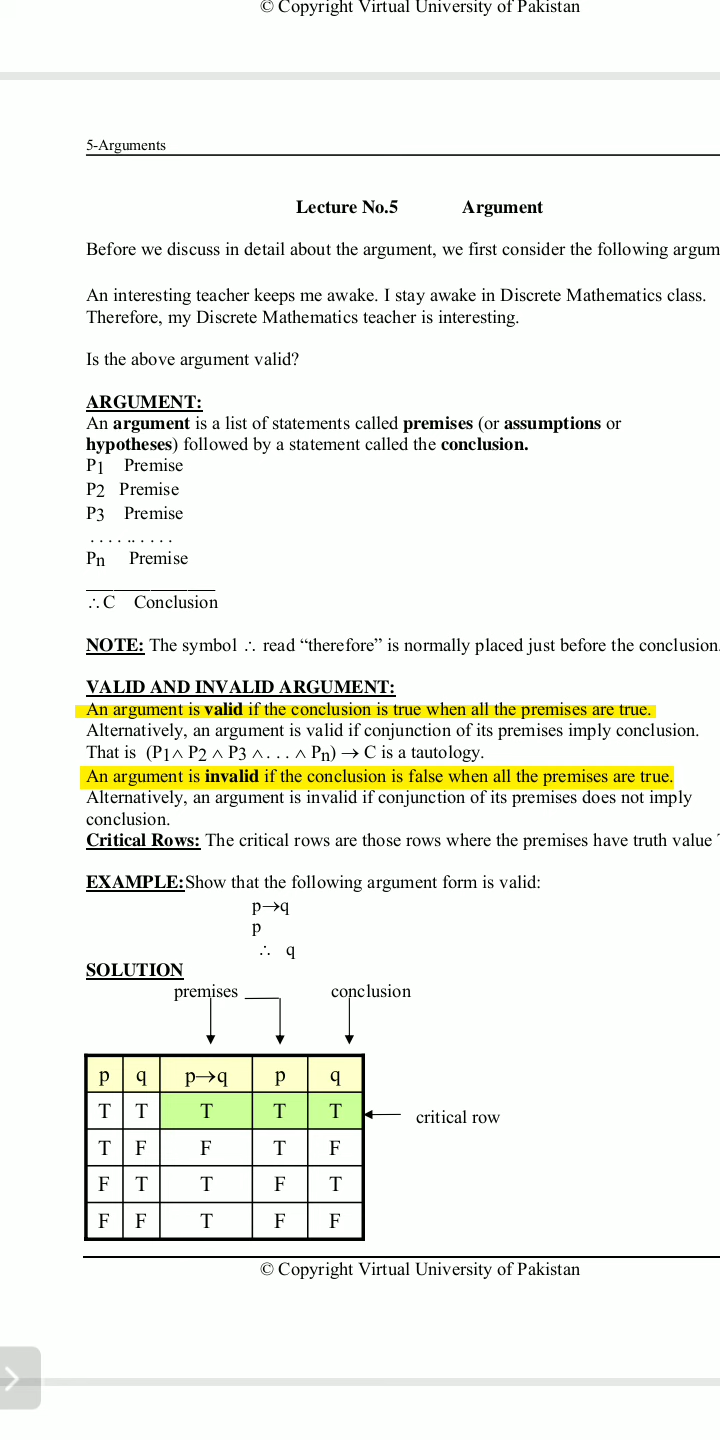 © Copyright Virtual University of Pakistan
5-Arguments
Lecture No.5 Argument
Before we discuss in detail about the argument, we first consider the following argum
An interesting teacher keeps me awake. I stay awake in Discrete Mathematics class.
Therefore, my Discrete Mathematics teacher is interesting.
Is the above argument valid?
ARGUMENT:
An argument is a list of statements called premises (or assumptions or
hypotheses) followed by a statement called the conclusion.
P1 Premise
P2 Premise
P3 Premise
. . . . . .. . . . .
Pn Premise
∴C Conclusion
NOTE: The symbol ∴ read “therefore” is normally placed just before the conclusion.
VALID AND INVALID ARGUMENT:
An argument is valid if the conclusion is true when all the premises are true.
Alternatively, an argument is valid if conjunction of its premises imply conclusion.
That is (P1∧ P2 ∧ P3 ∧. . . ∧ Pn) → C is a tautology.
An argument is invalid if the conclusion is false when all the premises are true.
Alternatively, an argument is invalid if conjunction of its premises does not imply
conclusion.
Critical Rows: The critical rows are those rows where the premises have truth value
EXAMPLE:Show that the following argument form is valid:
p→q
p
∴ q
SOLUTION
premises conclusion
p q p→q p q
T T T T T critical row
T F F T F
F T T F T
F F T F F
© Copyright Virtual University of Pakistan